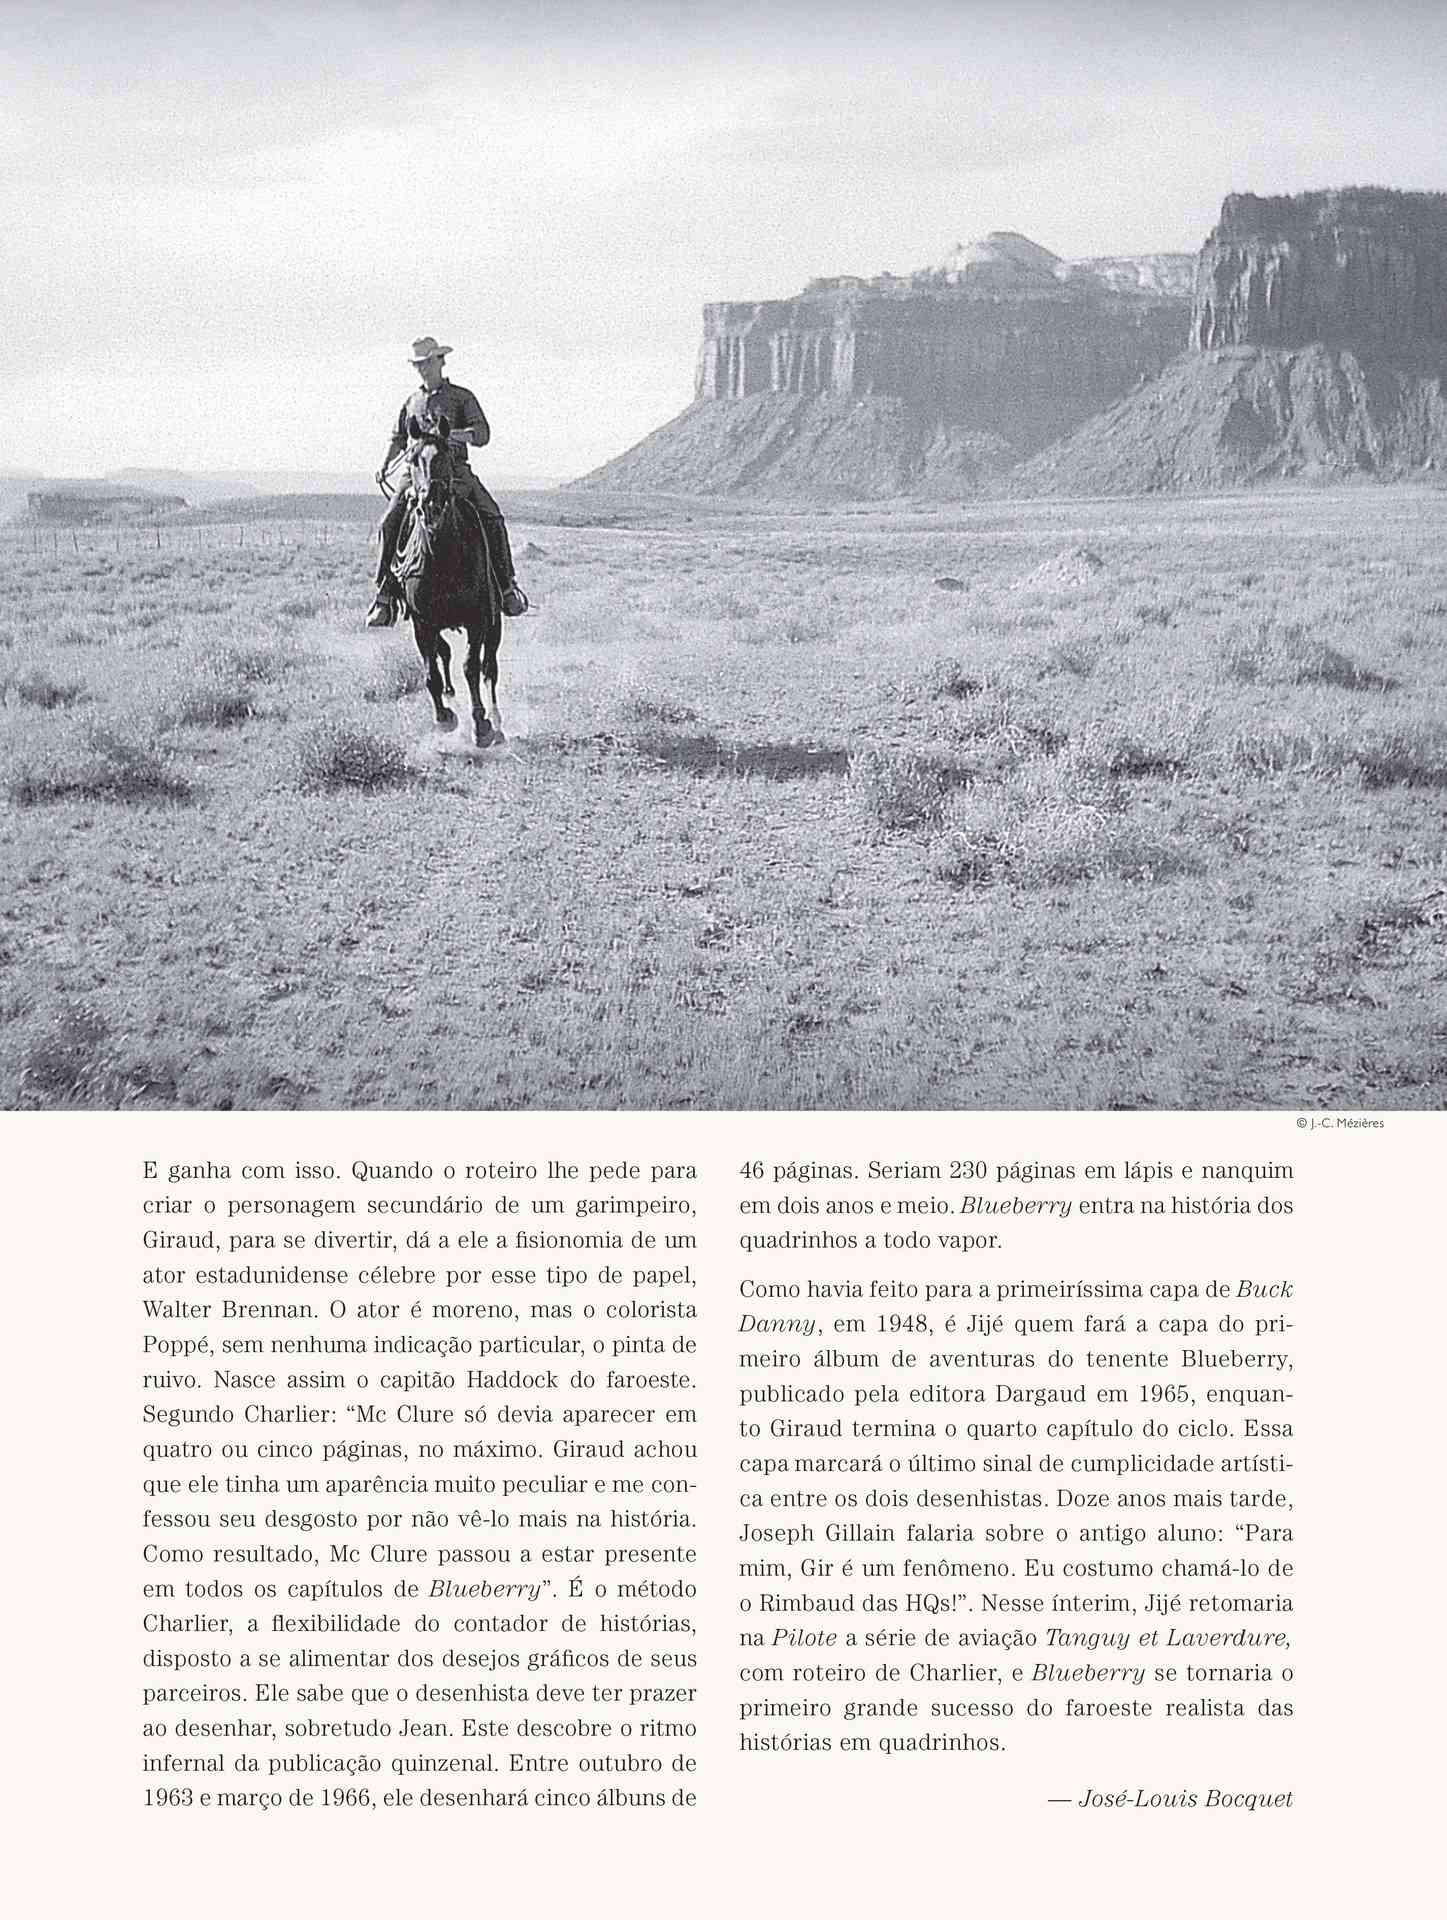 © J.-C. Mézières
E ganha com isso. Quando o roteiro lhe pede para
criar o personagem secundário de um garimpeiro,
Giraud, para se divertir, dá a ele a fisionomia de um
ator estadunidense célebre por esse tipo de papel,
Walter Brennan. O ator é moreno, mas o colorista
Poppé, sem nenhuma indicação particular, o pinta de
ruivo. Nasce assim o capitão Haddock do faroeste.
Segundo Charlier: “Mc Clure só devia aparecer em
quatro ou cinco páginas, no máximo. Giraud achou
que ele tinha um aparência muito peculiar e me con-
fessou seu desgosto por não vê-lo mais na história.
Como resultado, Mc Clure passou a estar presente
em todos os capítulos de Blueberry”. É o método
Charlier, a flexibilidade do contador de histórias,
disposto a se alimentar dos desejos gráficos de seus
parceiros. Ele sabe que o desenhista deve ter prazer
ao desenhar, sobretudo Jean. Este descobre o ritmo
infernal da publicação quinzenal. Entre outubro de
1963 e março de 1966, ele desenhará cinco álbuns de
46 páginas. Seriam 230 páginas em lápis e nanquim
em dois anos e meio. Blueberry entra na história dos
quadrinhos a todo vapor.
Como havia feito para a primeiríssima capa de Buck
Danny, em 1948, é Jijé quem fará a capa do pri-
meiro álbum de aventuras do tenente Blueberry,
publicado pela editora Dargaud em 1965, enquan-
to Giraud termina o quarto capítulo do ciclo. Essa
capa marcará o último sinal de cumplicidade artísti-
ca entre os dois desenhistas. Doze anos mais tarde,
Joseph Gillain falaria sobre o antigo aluno: “Para
mim, Gir é um fenômeno. Eu costumo chamá-lo de
o Rimbaud das HQs!”. Nesse ínterim, Jijé retomaria
na Pilote a série de aviação Tanguy et Laverdure,
com roteiro de Charlier, e Blueberry se tornaria o
primeiro grande sucesso do faroeste realista das
histórias em quadrinhos.
— José-Louis Bocquet